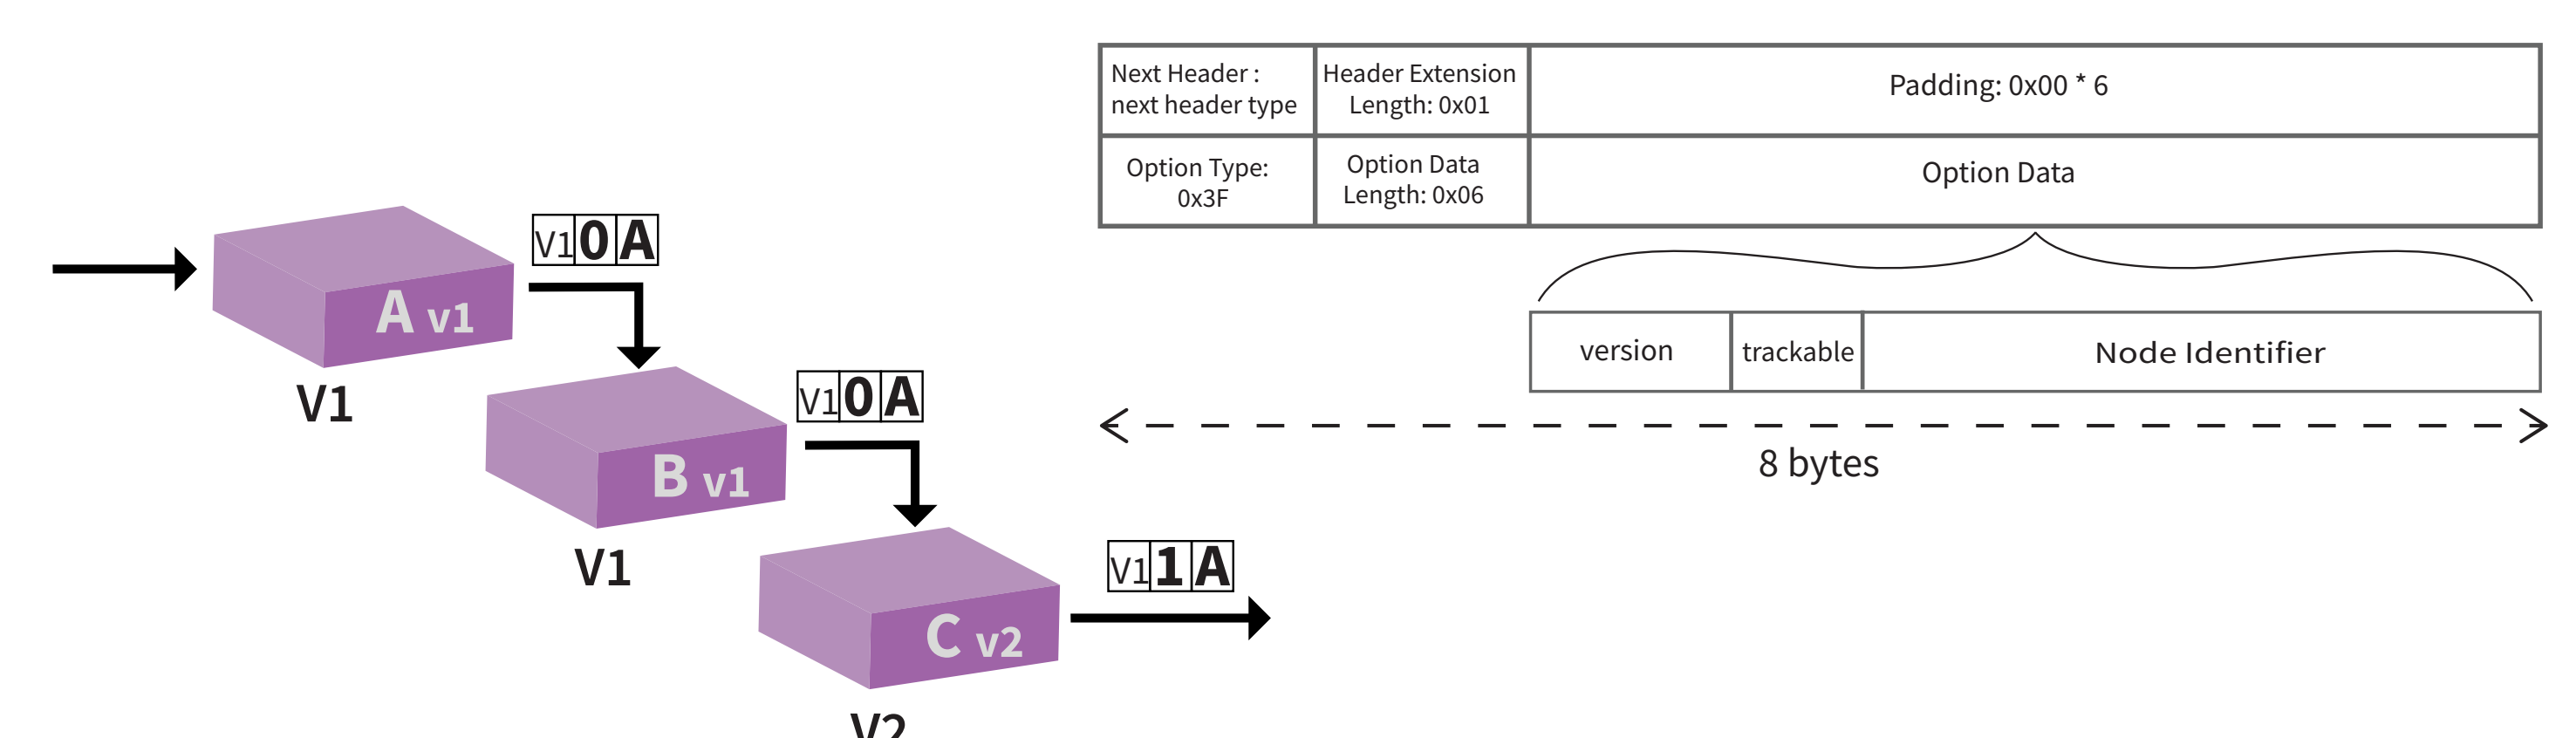 Next Header :
next header type
Header Extension
Length: 0x01
Padding: 0x00 * 6
Option Type:
0x3F
Option Data
Length: 0x06
Option Data
version
trackable
Node Identifier
8 bytes
V1 0 A
A v1
V1
V1 0 A
B v1
V1
V1 1 A
C v2
V2